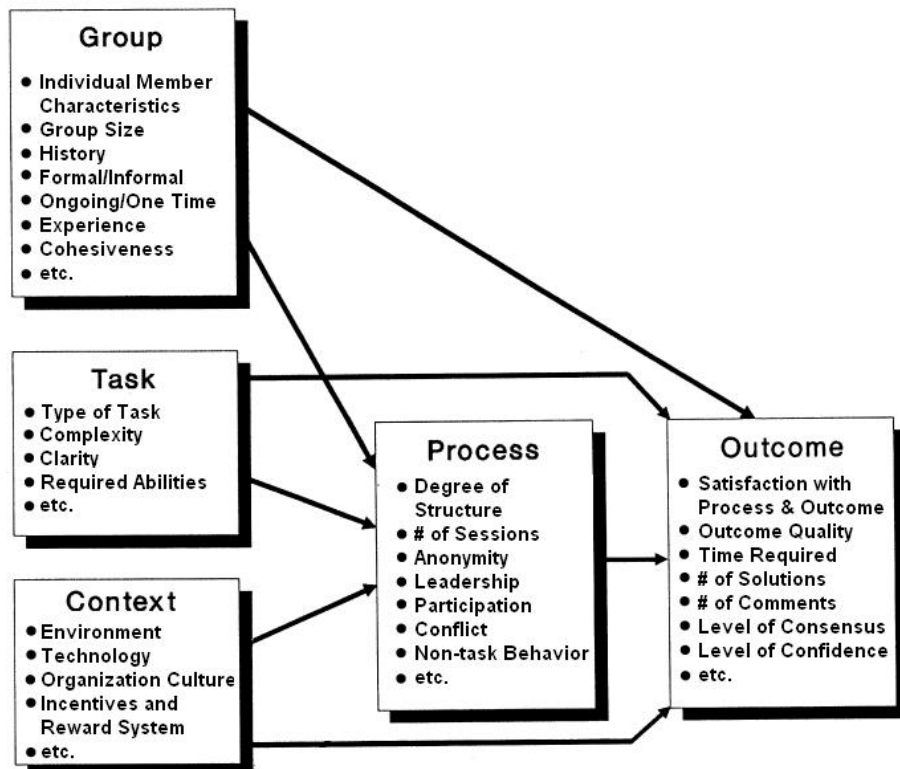 Group
● Individual Member
Characteristics
● Group Size
● History
● Formal/Informal
● Ongoing/One Time
● Experience
● Cohesiveness
● etc.
Task
● Type of Task
● Complexity
● Clarity
● Required Abilities
● etc.
Context
● Environment
● Technology
● Organization Culture
● Incentives and
Reward System
● etc.
Process
● Degree of
Structure
● # of Sessions
● Anonymity
● Leadership
● Participation
● Conflict
● Non-task Behavior
● etc.
Outcome
● Satisfaction with
Process & Outcome
● Outcome Quality
● Time Required
● # of Solutions
● # of Comments
● Level of Consensus
● Level of Confidence
● etc.